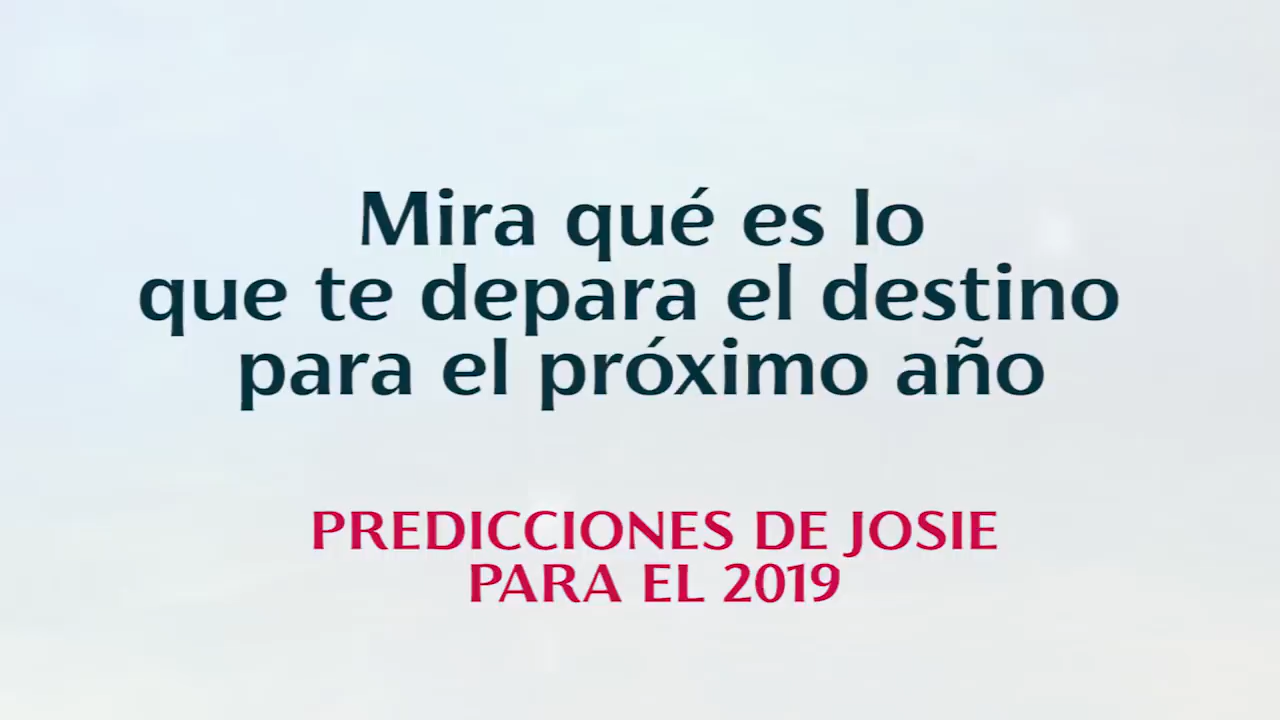 Mira qué es lo
que te depara el destino
para el próximo año
PREDICCIONES DE JOSIE
PARA EL 2019